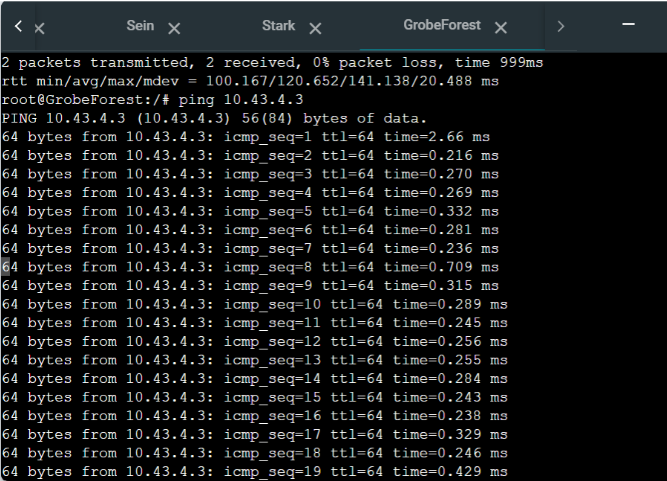 Sein Stark GrobeForest
2 packets transmitted, 2 received, 0% packet loss, time 999ms
rtt min/avg/max/mdev = 100.167/120.652/141.138/20.488 ms
root@GrobeForest:/# ping 10.43.4.3
PING 10.43.4.3 (10.43.4.3) 56(84) bytes of data.
64 bytes from 10.43.4.3: icmp_seq=1 ttl=64 time=2.66 ms
64 bytes from 10.43.4.3: icmp_seq=2 ttl=64 time=0.216 ms
64 bytes from 10.43.4.3: icmp_seq=3 ttl=64 time=0.270 ms
64 bytes from 10.43.4.3: icmp_seq=4 ttl=64 time=0.269 ms
64 bytes from 10.43.4.3: icmp_seq=5 ttl=64 time=0.332 ms
64 bytes from 10.43.4.3: icmp_seq=6 ttl=64 time=0.281 ms
64 bytes from 10.43.4.3: icmp_seq=7 ttl=64 time=0.236 ms
64 bytes from 10.43.4.3: icmp_seq=8 ttl=64 time=0.709 ms
64 bytes from 10.43.4.3: icmp_seq=9 ttl=64 time=0.315 ms
64 bytes from 10.43.4.3: icmp_seq=10 ttl=64 time=0.289 ms
64 bytes from 10.43.4.3: icmp_seq=11 ttl=64 time=0.245 ms
64 bytes from 10.43.4.3: icmp_seq=12 ttl=64 time=0.256 ms
64 bytes from 10.43.4.3: icmp_seq=13 ttl=64 time=0.255 ms
64 bytes from 10.43.4.3: icmp_seq=14 ttl=64 time=0.284 ms
64 bytes from 10.43.4.3: icmp_seq=15 ttl=64 time=0.243 ms
64 bytes from 10.43.4.3: icmp_seq=16 ttl=64 time=0.238 ms
64 bytes from 10.43.4.3: icmp_seq=17 ttl=64 time=0.329 ms
64 bytes from 10.43.4.3: icmp_seq=18 ttl=64 time=0.246 ms
64 bytes from 10.43.4.3: icmp_seq=19 ttl=64 time=0.429 ms